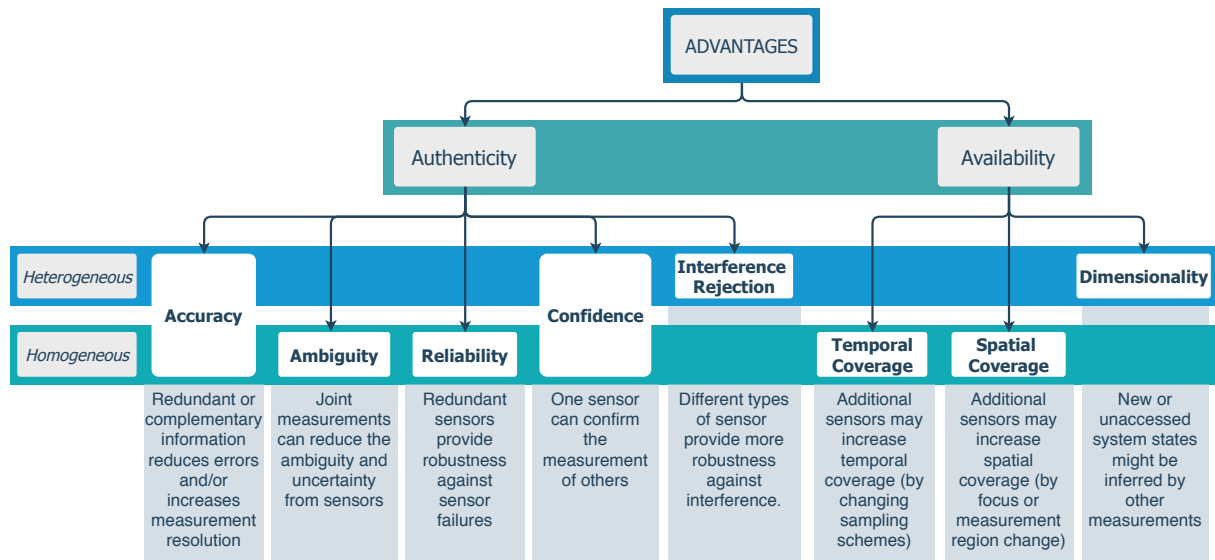 ADVANTAGES
Authenticity
Availability
Heterogeneous
Interference
Rejection
Dimensionality
Accuracy
Confidence
Homogeneous
Ambiguity
Reliability
Temporal
Coverage
Spatial
Coverage
Redundant or
complementary
information
reduces errors
and/or
increases
measurement
resolution
Joint
measurements
can reduce the
ambiguity and
uncertainty
from sensors
Redundant
sensors
provide
robustness
against
sensor
failures
One sensor
can confirm
the
measurement
of others
Different types
of sensor
provide more
robustness
against
interference.
Additional
sensors may
increase
temporal
coverage (by
changing
sampling
schemes)
Additional
sensors may
increase
spatial
coverage (by
focus or
measurement
region change)
New or
unaccessed
system states
might be
inferred by
other
measurements